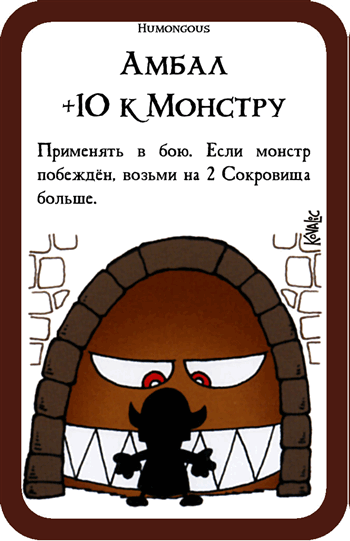 Humongous
Амбал
+10 к Монстру
Применять в бою. Если монстр
побеждён, возьми на 2 Сокровища
больше.
Kovalic